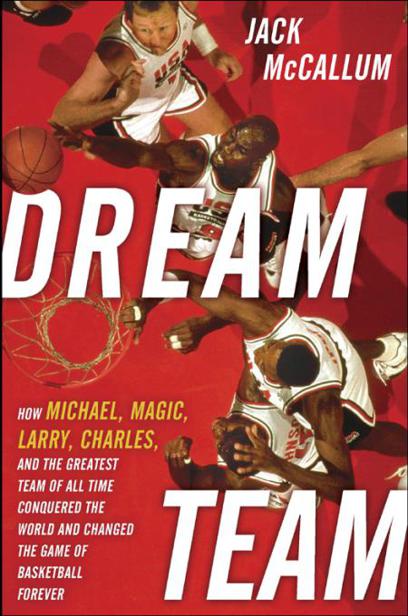 JACK
McCALLUM
USA
DREAM
HOW MICHAEL, MAGIC,
LARRY, CHARLES,
AND THE GREATEST
TEAM OF ALL TIME
CONQUERED THE
WORLD AND CHANGED
THE GAME OF
BASKETBALL
FOREVER
TEAM